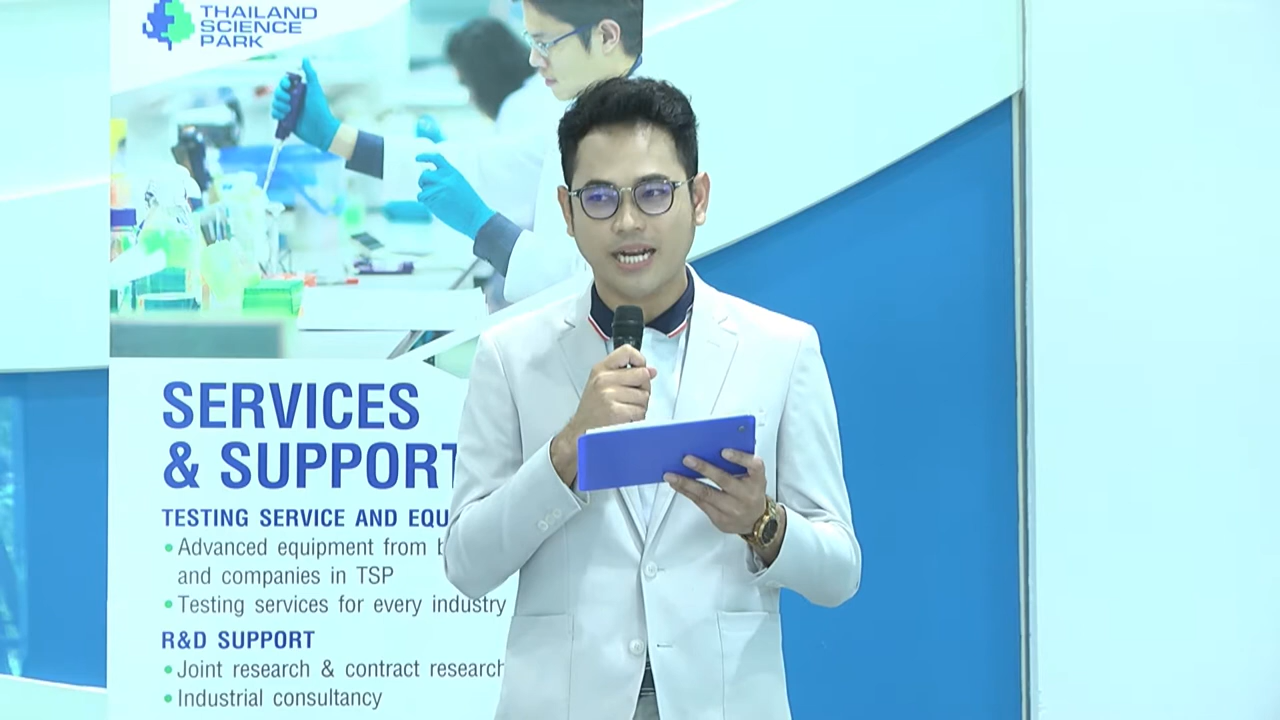 THAILAND
SCIENCE
PARK
SERVICES
& SUPPORT
TESTING SERVICE AND
Advanced equipment from
and companies in TSP
Testing services for every industry
R&D SUPPORT
Joint research & contract research
Industrial consultancy